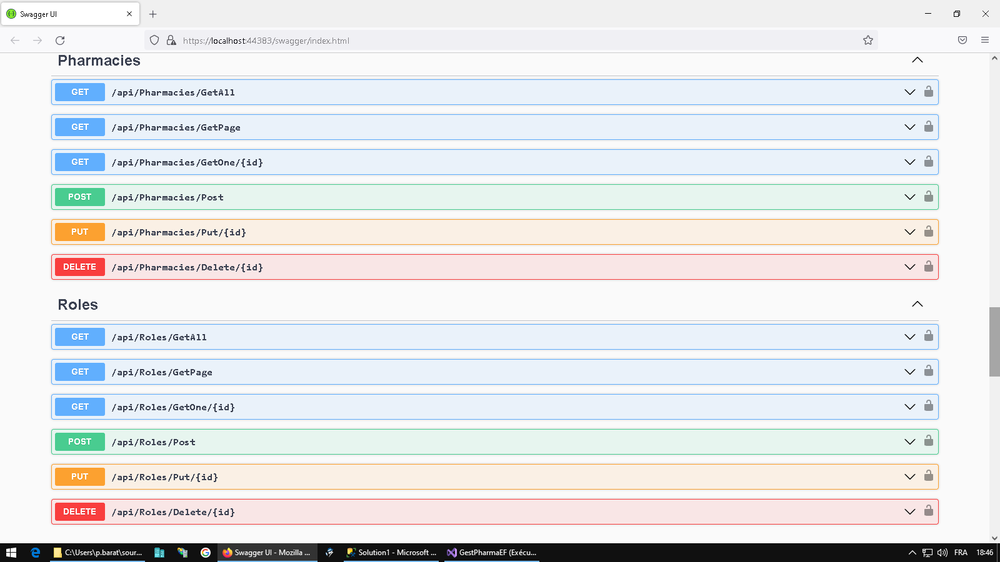 Swagger UI
https://localhost:44383/swagger/index.html
Pharmacies
GET /api/Pharmacies/GetAll
GET /api/Pharmacies/GetPage
GET /api/Pharmacies/GetOne/{id}
POST /api/Pharmacies/Post
PUT /api/Pharmacies/Put/{id}
DELETE /api/Pharmacies/Delete/{id}
Roles
GET /api/Roles/GetAll
GET /api/Roles/GetPage
GET /api/Roles/GetOne/{id}
POST /api/Roles/Post
PUT /api/Roles/Put/{id}
DELETE /api/Roles/Delete/{id}
C:\Users\p.barat\sour... Swagger UI - Mozilla ... Solution1 - Microsoft ... GestPharmaEF (Exécu... FRA 18:46